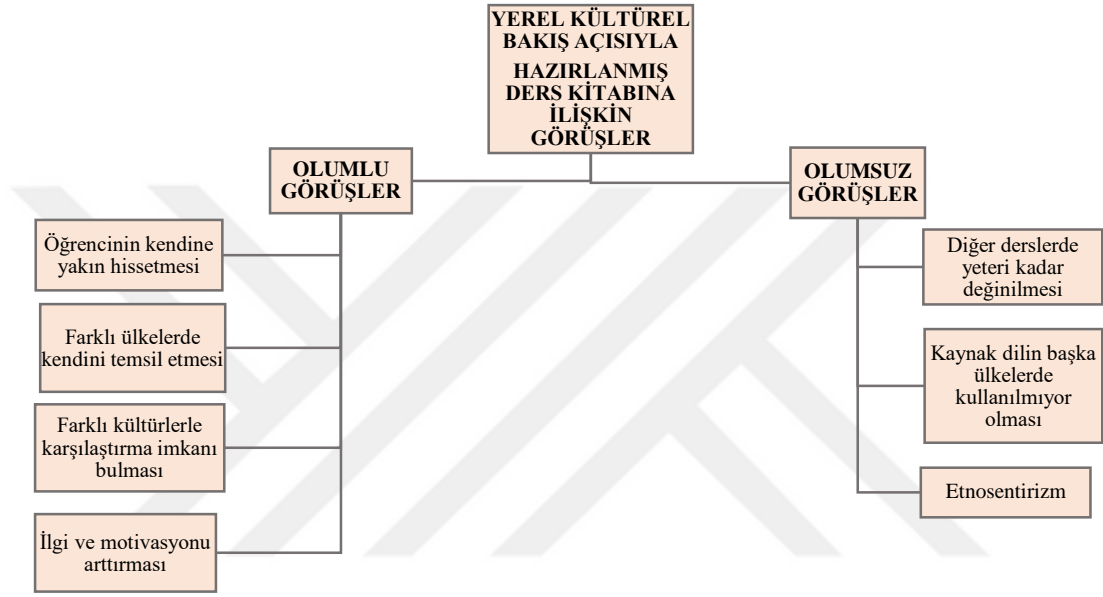 YEREL KÜLTÜREL
BAKIŞ AÇISIYLA
HAZIRLANMIŞ
DERS KİTABINA
İLİŞKİN
GÖRÜŞLER
OLUMLU
GÖRÜŞLER
Öğrencinin kendine
yakın hissetmesi
Farklı ülkelerde
kendini temsil etmesi
Farklı kültürlerle
karşılaştırma imkanı
bulması
İlgi ve motivasyonu
arttırması
OLUMSUZ
GÖRÜŞLER
Diğer derslerde
yeteri kadar
değinilmesi
Kaynak dilin başka
ülkelerde
kullanılmıyor
olması
Etnosentirizm